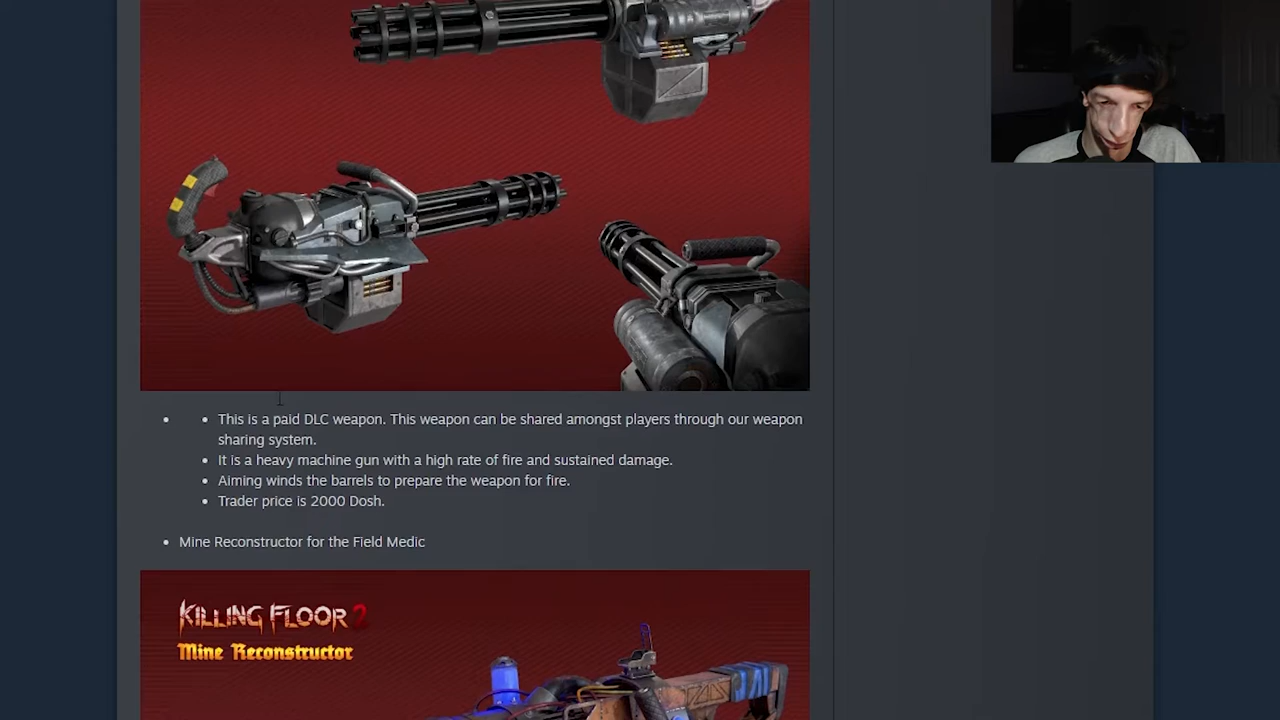 This is a paid DLC weapon. This weapon can be shared amongst players through our weapon
sharing system.
It is a heavy machine gun with a high rate of fire and sustained damage.
Aiming winds the barrels to prepare the weapon for fire.
Trader price is 2000 Dosh.
Mine Reconstructor for the Field Medic
KILLING FLOOR 2
Mine Reconstructor